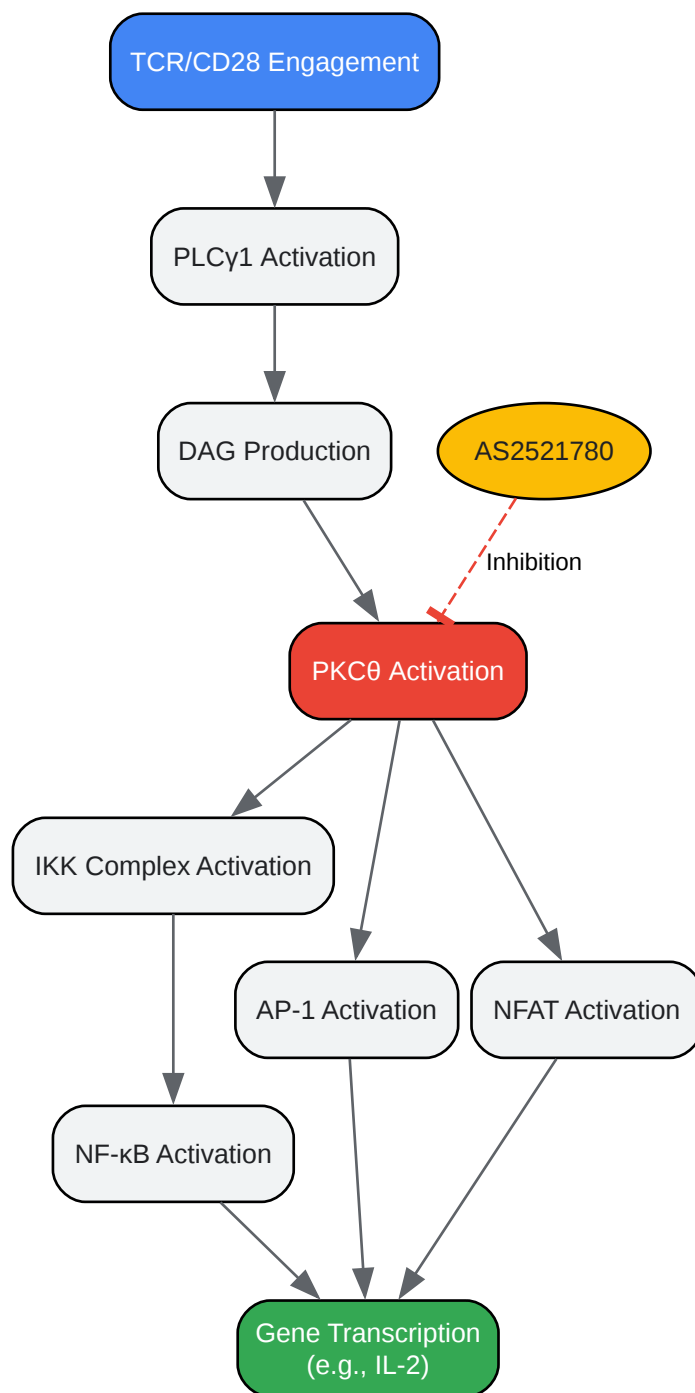 TCR/CD28 Engagement
PLCγ1 Activation
DAG Production
AS2521780
Inhibition
PKCθ Activation
IKK Complex Activation
AP-1 Activation
NFAT Activation
NF-κB Activation
Gene Transcription
(e.g., IL-2)